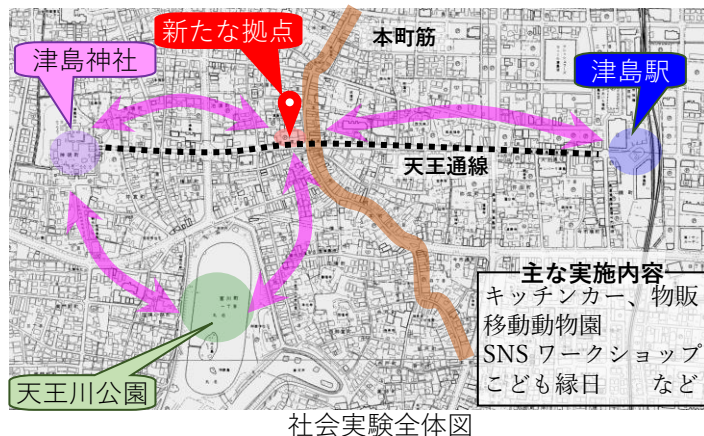 新たな拠点
本町筋
津島神社
津島駅
天王通線
主な実施内容
キッチンカー、物販
移動動物園
SNSワークショップ
こども縁日　など
天王川公園
社会実験全体図